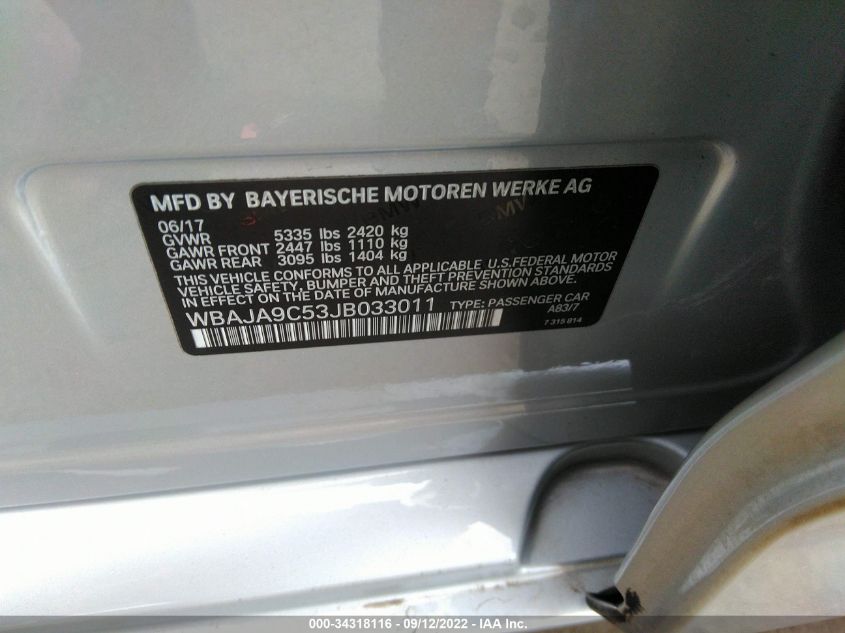 MFD BY BAYERISCHE MOTOREN WERKE AG
06/17
GVWR 5335 lbs 2420 kg
GAWR FRONT 2447 lbs 1110 kg
GAWR REAR 3095 lbs 1404 kg
THIS VEHICLE CONFORMS TO ALL APPLICABLE U.S.FEDERAL MOTOR
VEHICLE SAFETY, BUMPER AND THEFT PREVENTION STANDARDS
IN EFFECT ON THE DATE OF MANUFACTURE SHOWN ABOVE.
WBAJA9C53JB033011 TYPE: PASSENGER CAR
A83/7
7 315 814
000-34318116 - 09/12/2022 - IAA Inc.